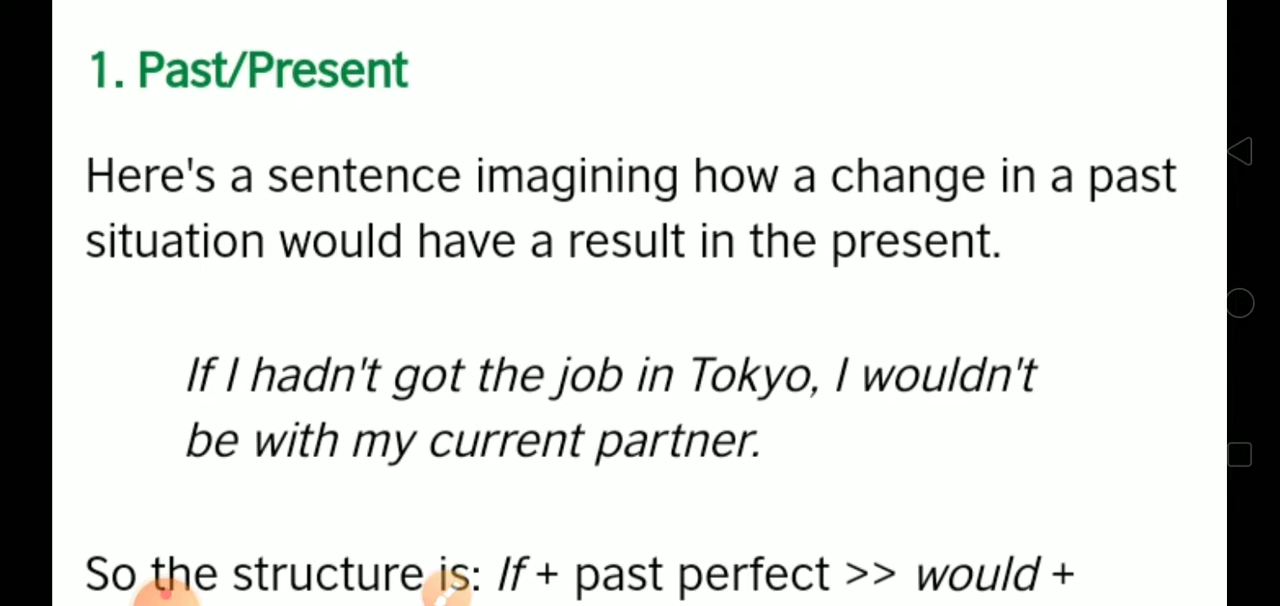 1. Past/Present
Here's a sentence imagining how a change in a past
situation would have a result in the present.
If I hadn't got the job in Tokyo, I wouldn't
be with my current partner.
So the structure is: If + past perfect >> would +